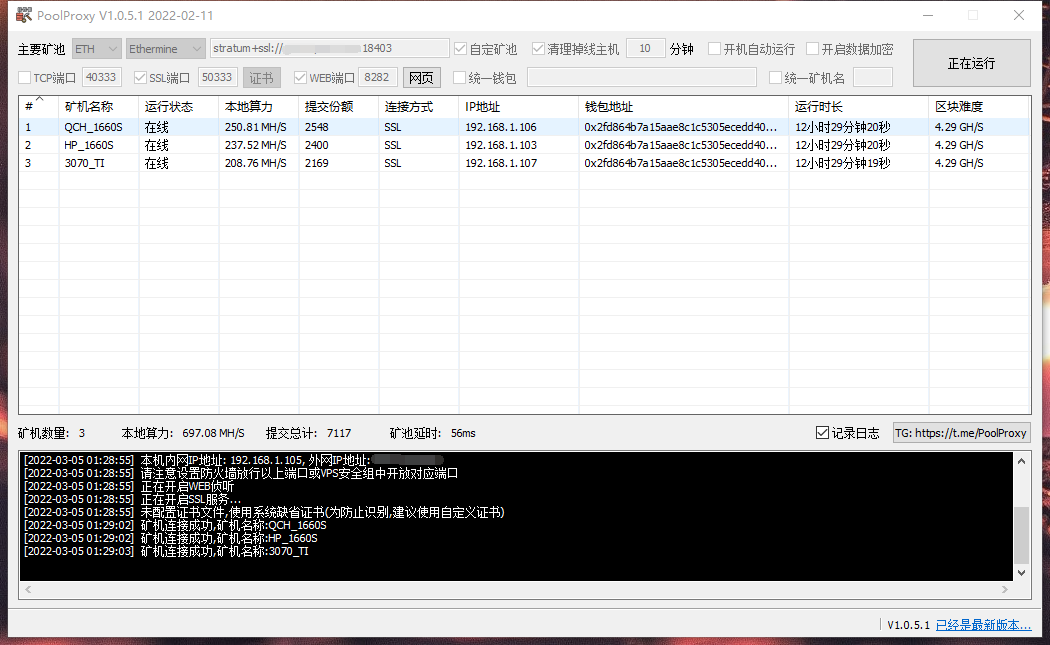 PoolProxy V1.0.5.1 2022-02-11
主要矿池 ETH Ethermine stratum+ssl:// 18403 自定矿池 清理掉线主机 10 分钟 开机自动运行 开启数据加密 正在运行
TCP端口 40333 SSL端口 50333 证书 WEB端口 8282 网页 统一钱包 统一矿机名
# 矿机名称 运行状态 本地算力 提交份额 连接方式 IP地址 钱包地址 运行时长 区块难度
1 QCH_1660S 在线 250.81 MH/S 2548 SSL 192.168.1.106 0x2fd864b7a15aae8c1c5305ecedd40... 12小时29分钟20秒 4.29 GH/S
2 HP_1660S 在线 237.52 MH/S 2400 SSL 192.168.1.103 0x2fd864b7a15aae8c1c5305ecedd40... 12小时29分钟20秒 4.29 GH/S
3 3070_TI 在线 208.76 MH/S 2169 SSL 192.168.1.107 0x2fd864b7a15aae8c1c5305ecedd40... 12小时29分钟19秒 4.29 GH/S
矿机数量: 3 本地算力: 697.08 MH/S 提交总计: 7117 矿池延时: 56ms 记录日志 TG: https://t.me/PoolProxy
[2022-03-05 01:28:55] 本机内网IP地址: 192.168.1.105, 外网IP地址:
[2022-03-05 01:28:55] 请注意设置防火墙放行以上端口或VPS安全组中开放对应端口
[2022-03-05 01:28:55] 正在开启WEB侦听
[2022-03-05 01:28:55] 正在开启SSL服务...
[2022-03-05 01:28:55] 未配置证书文件,使用系统缺省证书(为防止识别,建议使用自定义证书)
[2022-03-05 01:29:02] 矿机连接成功,矿机名称:QCH_1660S
[2022-03-05 01:29:02] 矿机连接成功,矿机名称:HP_1660S
[2022-03-05 01:29:03] 矿机连接成功,矿机名称:3070_TI
V1.0.5.1 已经是最新版本...